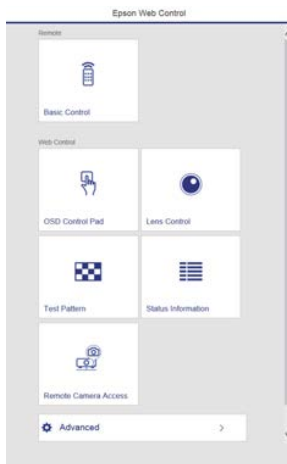 Epson Web Control
Remote
Basic Control
Web Control
OSD Control Pad
Lens Control
Test Pattern
Status Information
Remote Camera Access
Advanced